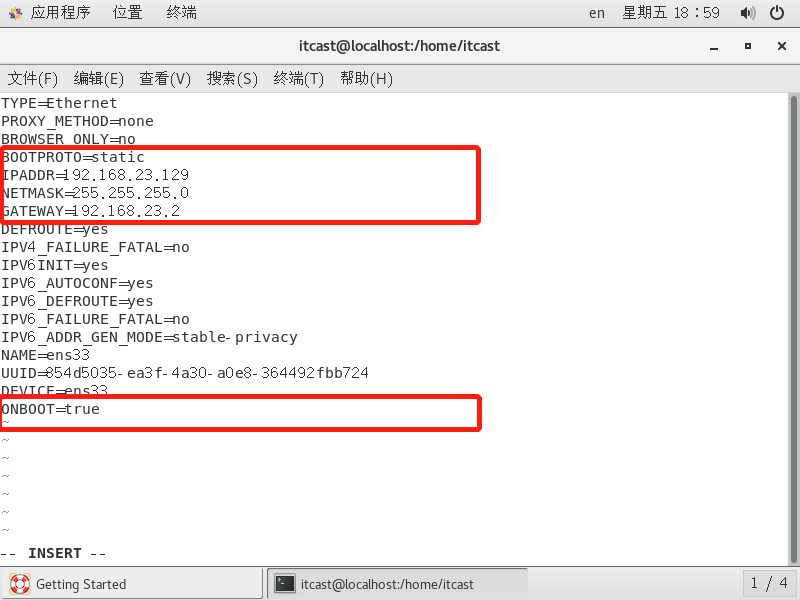 应用程序 位置 终端 en 星期五 18:59
itcast@localhost:/home/itcast
文件(F) 编辑(E) 查看(V) 搜索(S) 终端(T) 帮助(H)
TYPE=Ethernet
PROXY_METHOD=none
BROWSER_ONLY=no
BOOTPROTO=static
IPADDR=192.168.23.129
NETMASK=255.255.255.0
GATEWAY=192.168.23.2
DEFROUTE=yes
IPV4_FAILURE_FATAL=no
IPV6INIT=yes
IPV6_AUTOCONF=yes
IPV6_DEFROUTE=yes
IPV6_FAILURE_FATAL=no
IPV6_ADDR_GEN_MODE=stable-privacy
NAME=ens33
UUID=854d5035-ea3f-4a30-a0e8-364492fbb724
DEVICE=ens33
ONBOOT=true
~
~
~
~
~
~
~
-- INSERT --
Getting Started itcast@localhost:/home/itcast 1 / 4